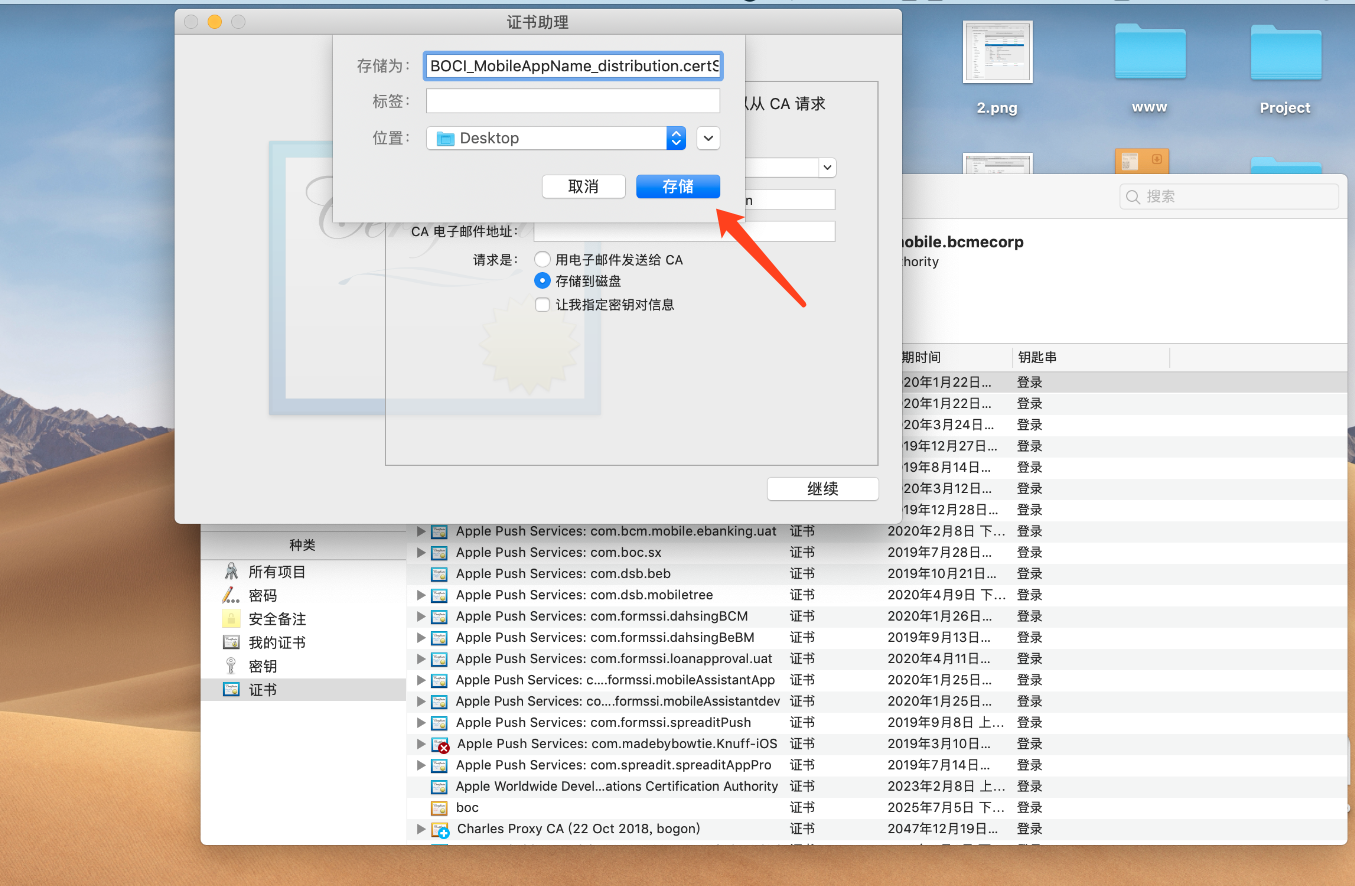 证书助理
存储为：
BOCI_MobileAppName_distribution.certS
标签：
位置：
Desktop
取消
存储
以从 CA 请求
n
CA 电子邮件地址：
请求是：
用电子邮件发送给 CA
存储到磁盘
让我指定密钥对信息
继续
2.png
www
Project
搜索
mobile.bcmecorp
hority
期时间 钥匙串
020年1月22日... 登录
020年1月22日... 登录
020年3月24日... 登录
019年12月27日... 登录
019年8月14日... 登录
020年3月12日... 登录
019年12月28日... 登录
种类
所有项目
密码
安全备注
我的证书
密钥
证书
Apple Push Services: com.bcm.mobile.ebanking.uat 证书 2020年2月8日 下... 登录
Apple Push Services: com.boc.sx 证书 2019年7月28日... 登录
Apple Push Services: com.dsb.beb 证书 2019年10月21日... 登录
Apple Push Services: com.dsb.mobiletree 证书 2020年4月9日 下... 登录
Apple Push Services: com.formssi.dahsingBCM 证书 2020年1月26日... 登录
Apple Push Services: com.formssi.dahsingBeBM 证书 2019年9月13日... 登录
Apple Push Services: com.formssi.loanapproval.uat 证书 2020年4月11日... 登录
Apple Push Services: c....formssi.mobileAssistantApp 证书 2020年1月25日... 登录
Apple Push Services: co....formssi.mobileAssistantdev 证书 2020年1月25日... 登录
Apple Push Services: com.formssi.spreaditPush 证书 2019年9月8日 上... 登录
Apple Push Services: com.madebybowtie.Knuff-iOS 证书 2019年3月10日... 登录
Apple Push Services: com.spreadit.spreaditAppPro 证书 2019年7月14日... 登录
Apple Worldwide Devel...ations Certification Authority 证书 2023年2月8日 上... 登录
boc 证书 2025年7月5日 下... 登录
Charles Proxy CA (22 Oct 2018, bogon) 证书 2047年12月19日... 登录